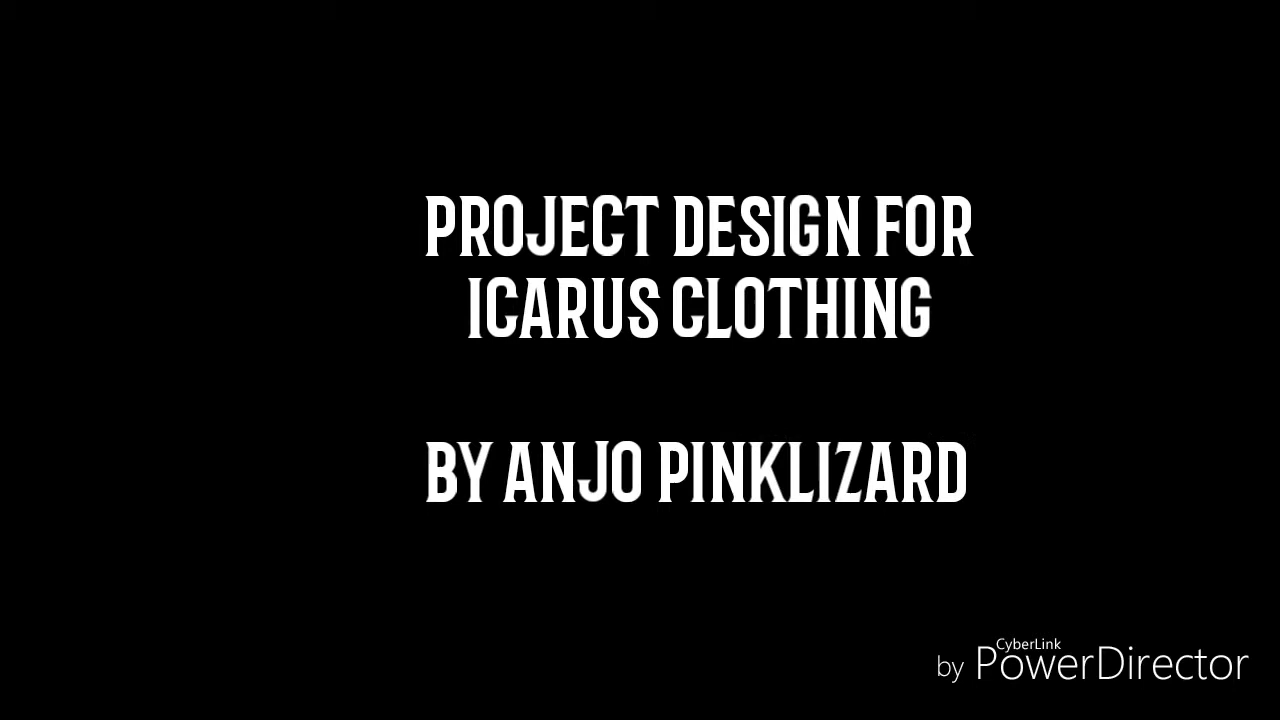 PROJECT DESIGN FOR
ICARUS CLOTHING
BY ANJO PINKLIZARD
CyberLink
by PowerDirector